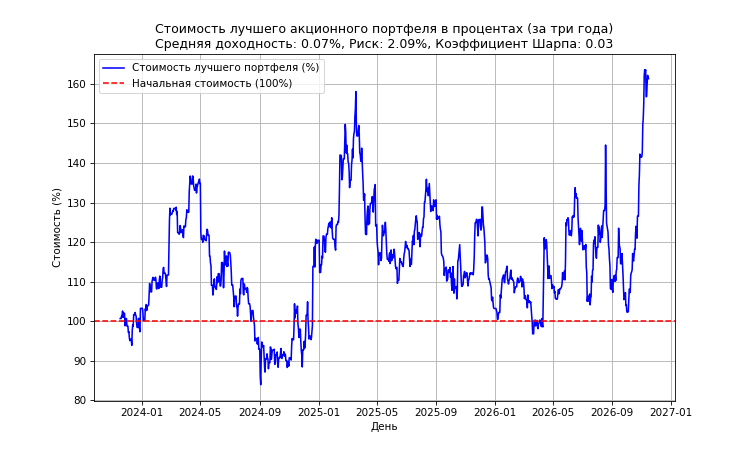 Стоимость лучшего акционного портфеля в процентах (за три года)
Средняя доходность: 0.07%, Риск: 2.09%, Коэффициент Шарпа: 0.03
Стоимость лучшего портфеля (%)
Начальная стоимость (100%)
Стоимость (%)
160
150
140
130
120
110
100
90
80
2024-01 2024-05 2024-09 2025-01 2025-05 2025-09 2026-01 2026-05 2026-09 2027-01
День